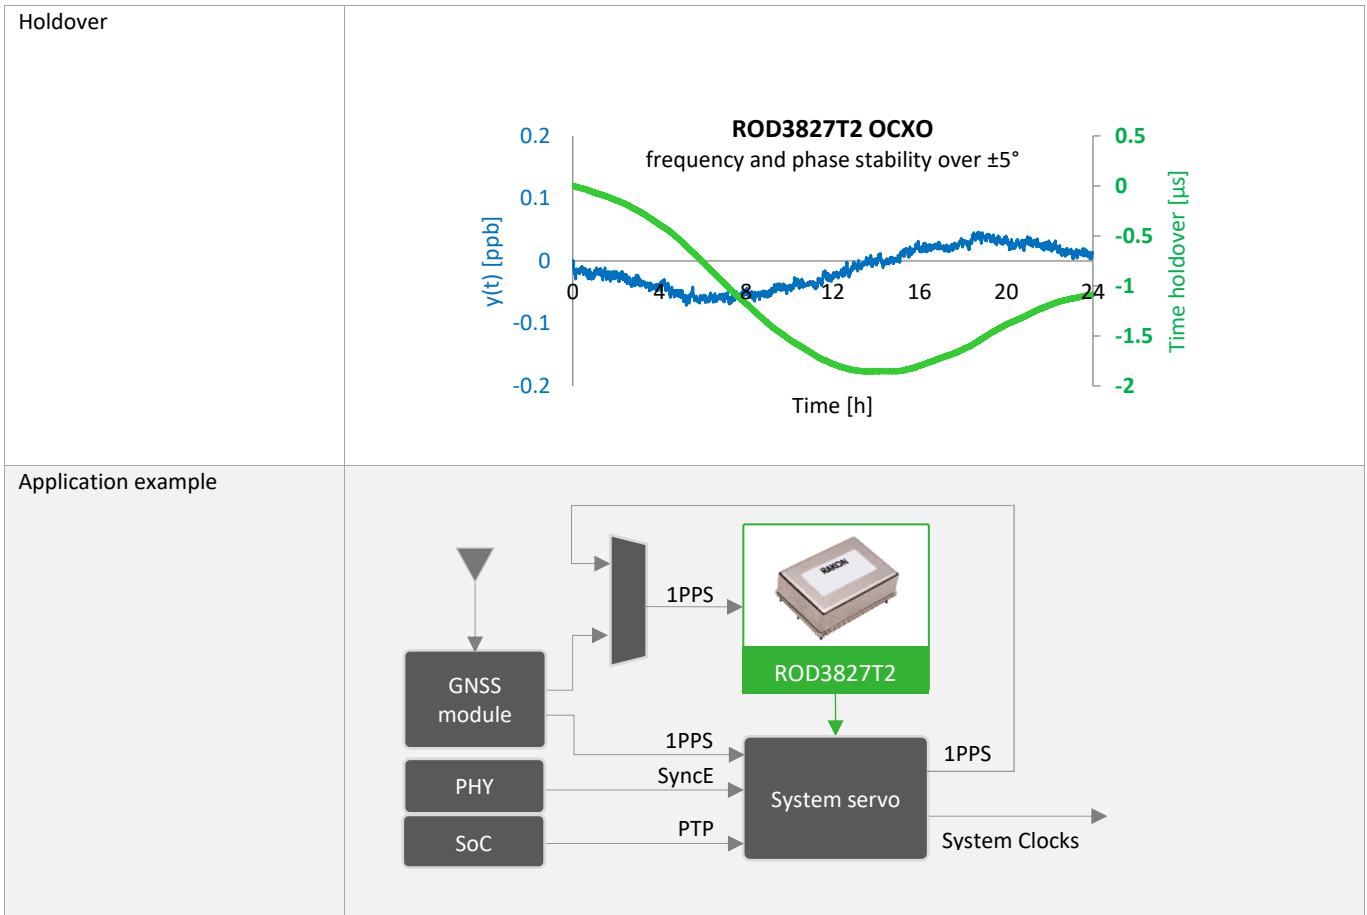 Holdover
ROD3827T2 OCXO
frequency and phase stability over ±5°
y(t) [ppb]
0.2
0.1
0
-0.1
-0.2
0 4 8 12 16 20 24
Time [h]
0.5
0
-0.5
-1
-1.5
-2
Time holdover [µs]
Application example
1PPS
RAKON
ROD3827T2
GNSS
module
1PPS
1PPS
SyncE
PHY
System servo
PTP
SoC
System Clocks